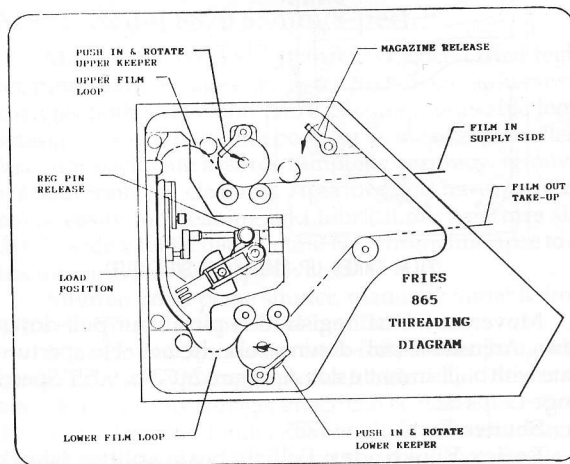 PUSH IN & ROTATE
UPPER KEEPER
MAGAZINE RELEASE
UPPER FILM
LOOP
FILM IN
SUPPLY SIDE
REG PIN
RELEASE
FILM OUT
TAKE-UP
LOAD
POSITION
FRIES
865
THREADING
DIAGRAM
LOWER FILM LOOP
PUSH IN & ROTATE
LOWER KEEPER